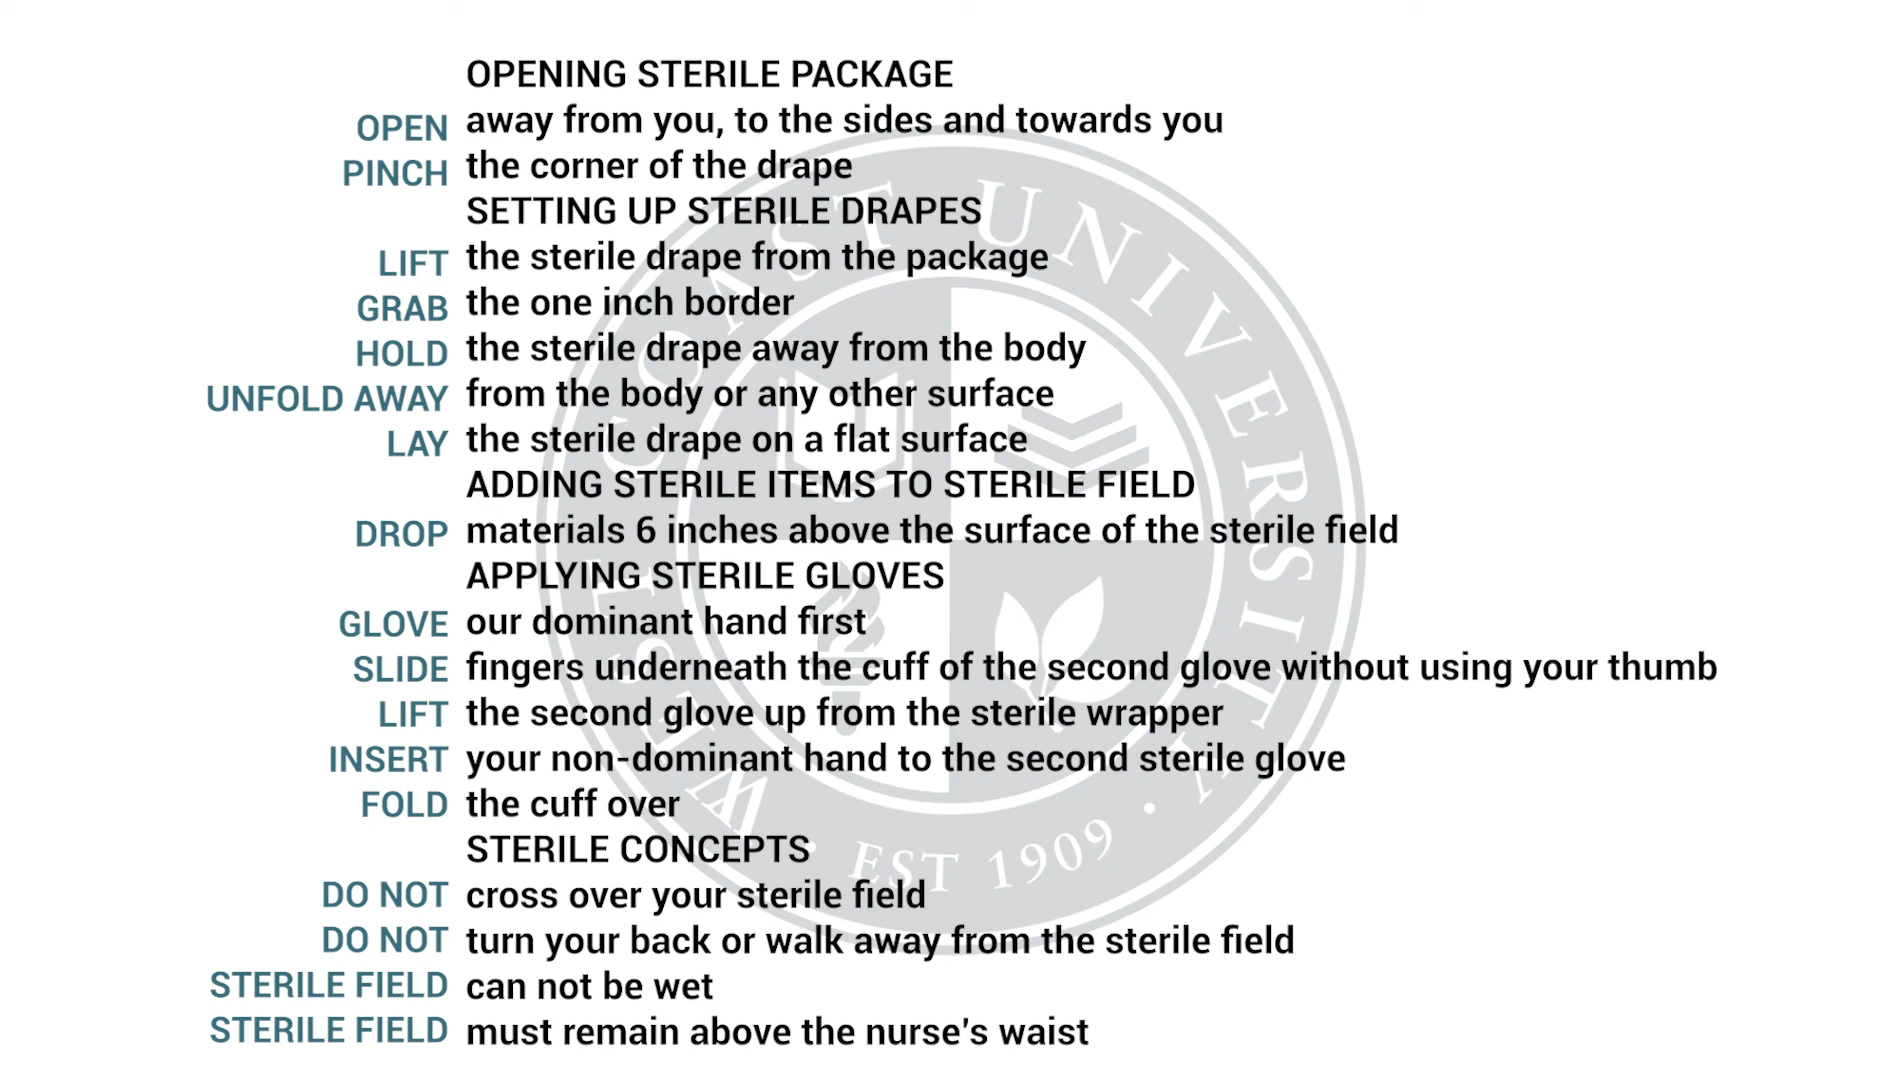 OPENING STERILE PACKAGE
OPEN away from you, to the sides and towards you
PINCH the corner of the drape
SETTING UP STERILE DRAPES
LIFT the sterile drape from the package
GRAB the one inch border
HOLD the sterile drape away from the body
UNFOLD AWAY from the body or any other surface
LAY the sterile drape on a flat surface
ADDING STERILE ITEMS TO STERILE FIELD
DROP materials 6 inches above the surface of the sterile field
APPLYING STERILE GLOVES
GLOVE our dominant hand first
SLIDE fingers underneath the cuff of the second glove without using your thumb
LIFT the second glove up from the sterile wrapper
INSERT your non-dominant hand to the second sterile glove
FOLD the cuff over
STERILE CONCEPTS
DO NOT cross over your sterile field
DO NOT turn your back or walk away from the sterile field
STERILE FIELD can not be wet
STERILE FIELD must remain above the nurse's waist
WEST COAST UNIVERSITY
· EST 1909 ·